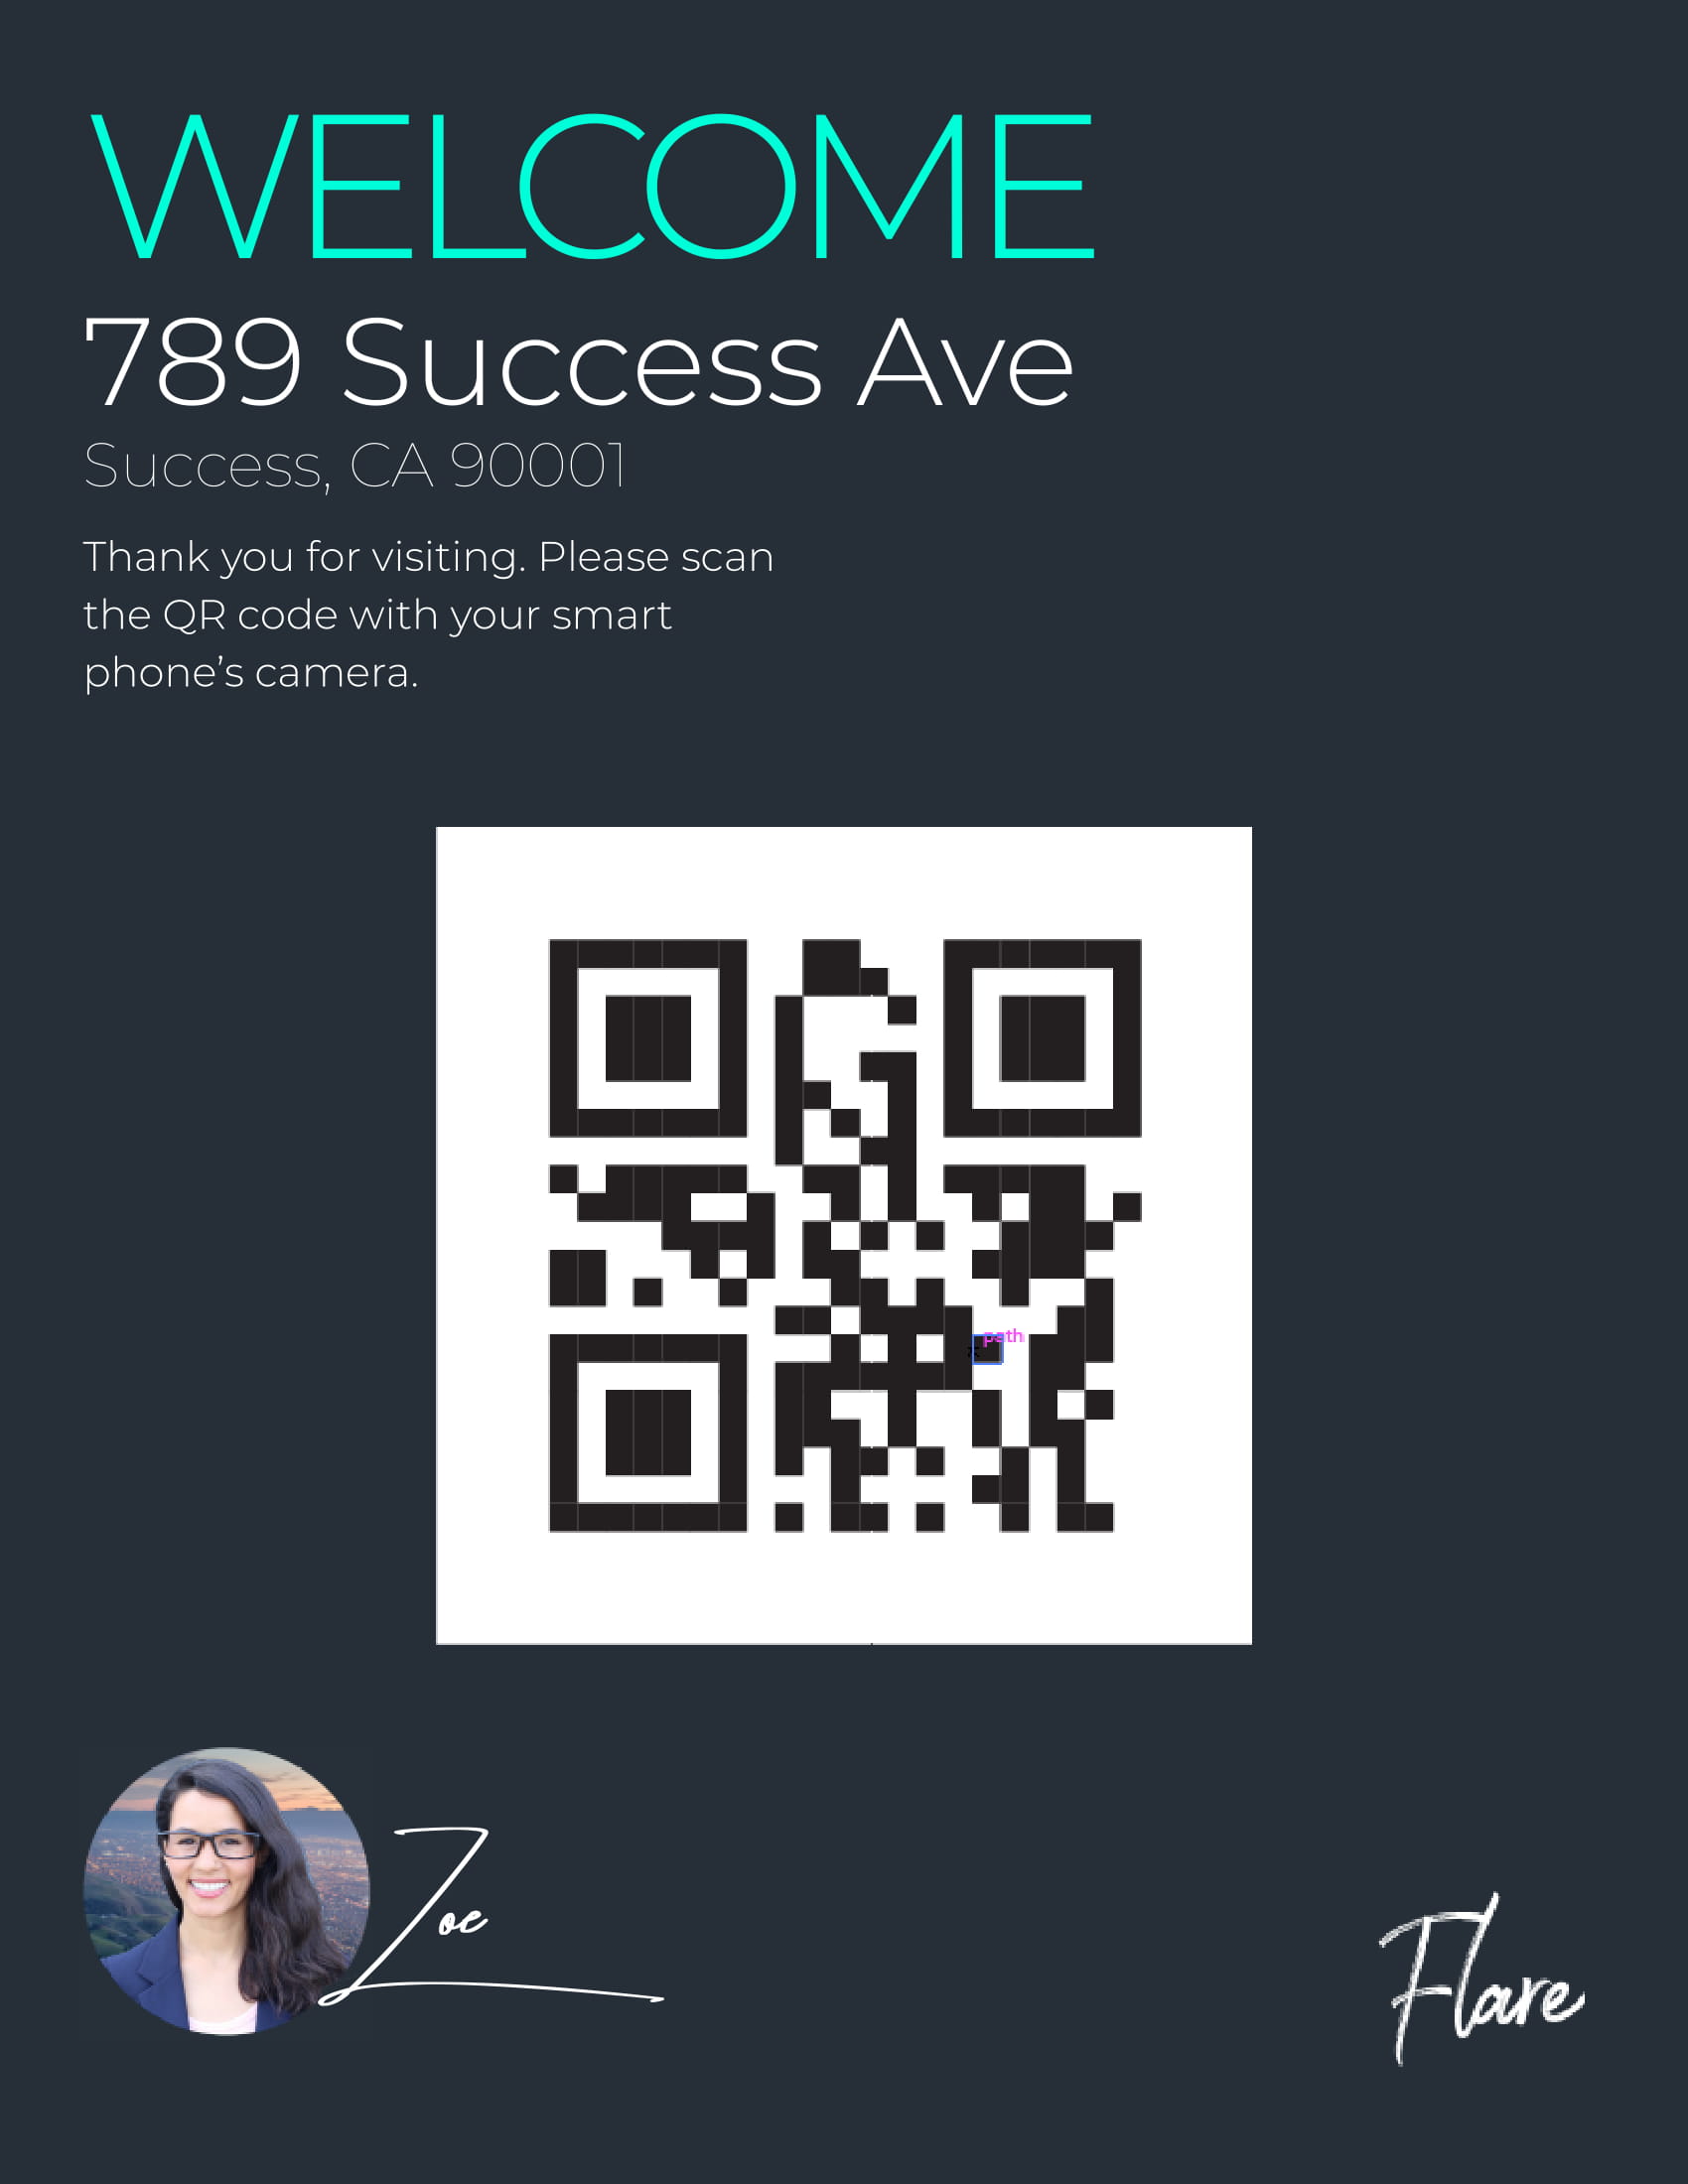 WELCOME
789 Success Ave
Success, CA 90001
Thank you for visiting. Please scan
the QR code with your smart
phone’s camera.
path
Zoe
Flare